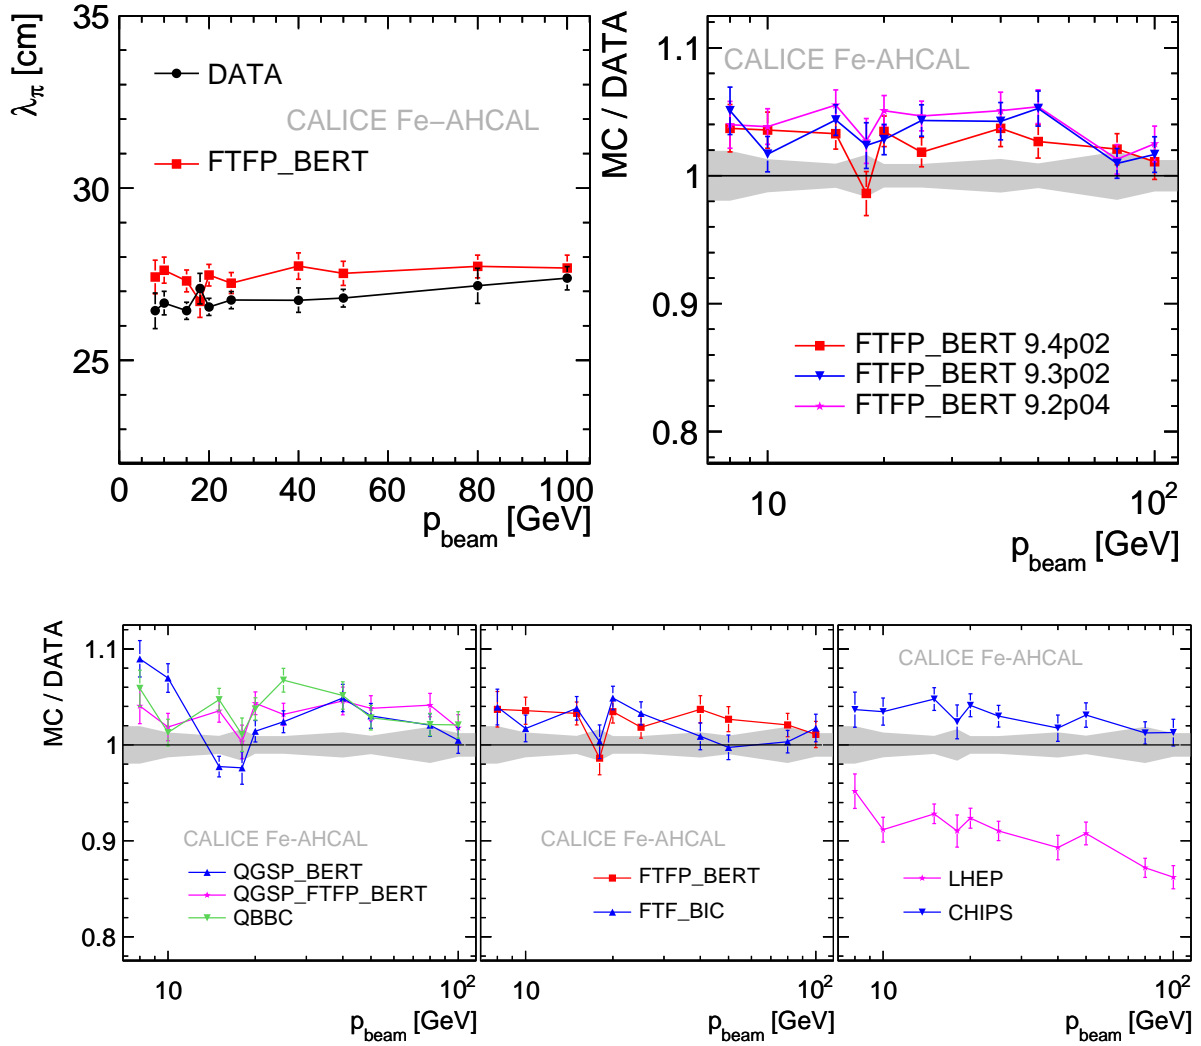 λπ [cm]
35
30
25
DATA
CALICE Fe−AHCAL
FTFP_BERT
0 20 40 60 80 100
pbeam [GeV]
MC / DATA
1.1
1
0.9
0.8
CALICE Fe-AHCAL
FTFP_BERT 9.4p02
FTFP_BERT 9.3p02
FTFP_BERT 9.2p04
10 10²
pbeam [GeV]
MC / DATA
1.1
1
0.9
0.8
CALICE Fe-AHCAL
QGSP_BERT
QGSP_FTFP_BERT
QBBC
10 10²
pbeam [GeV]
CALICE Fe-AHCAL
FTFP_BERT
FTF_BIC
10 10²
pbeam [GeV]
CALICE Fe-AHCAL
LHEP
CHIPS
10 10²
pbeam [GeV]